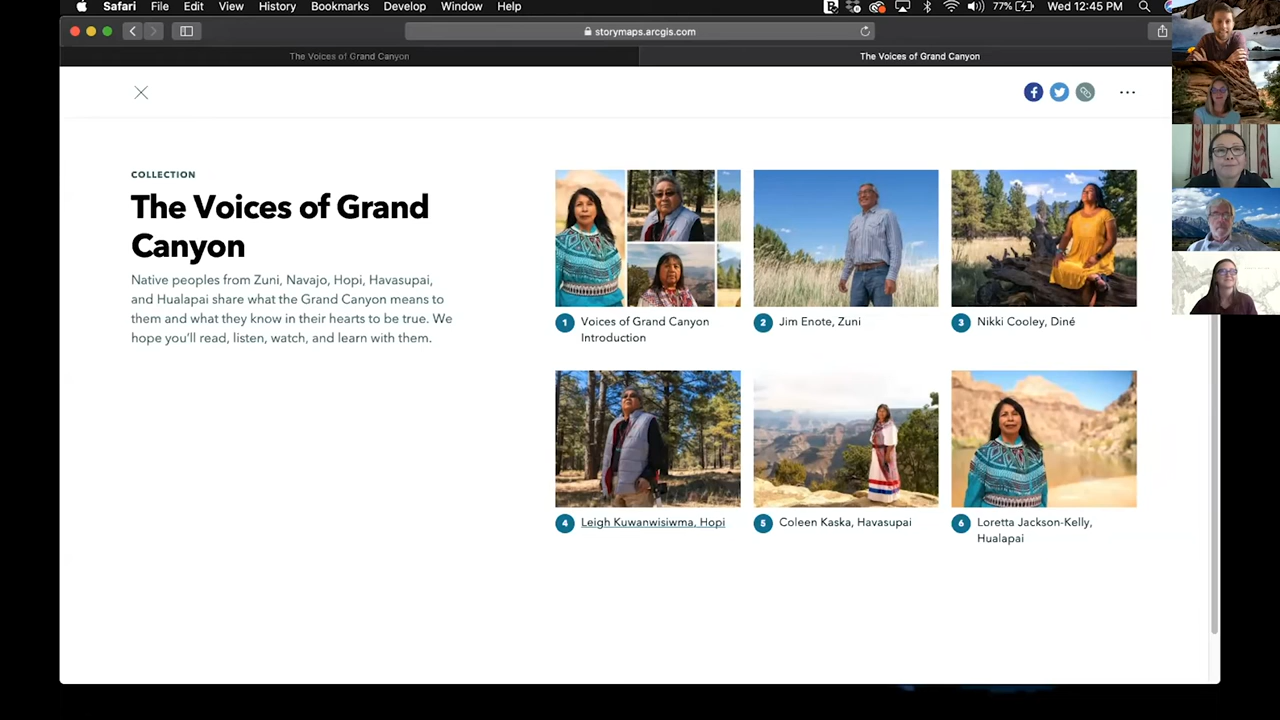 Safari File Edit View History Bookmarks Develop Window Help 77% Wed 12:45 PM
storymaps.arcgis.com
The Voices of Grand Canyon
The Voices of Grand Canyon
COLLECTION
The Voices of Grand
Canyon
Native peoples from Zuni, Navajo, Hopi, Havasupai,
and Hualapai share what the Grand Canyon means to
them and what they know in their hearts to be true. We
hope you’ll read, listen, watch, and learn with them.
1 Voices of Grand Canyon
Introduction
2 Jim Enote, Zuni
3 Nikki Cooley, Diné
4 Leigh Kuwanwisiwma, Hopi
5 Coleen Kaska, Havasupai
6 Loretta Jackson-Kelly,
Hualapai